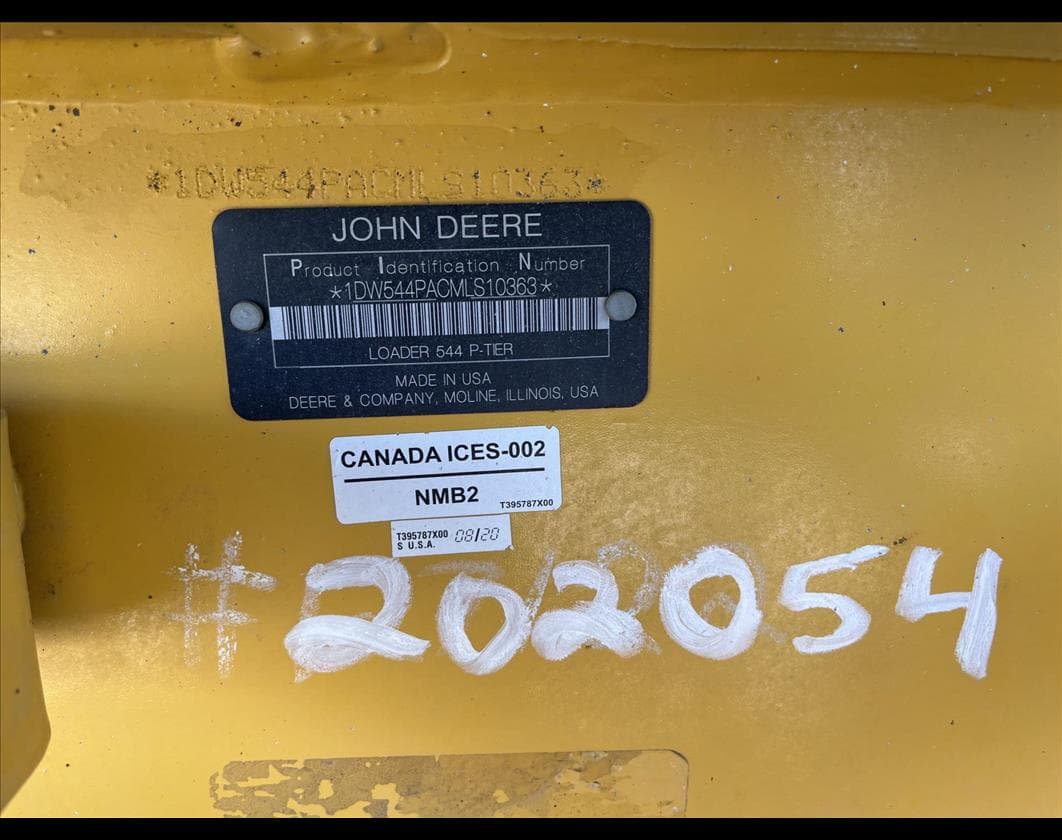 *1DW544PACMLS10363*
JOHN DEERE
Product Identification Number
*1DW544PACMLS10363*
LOADER 544 P-TIER
MADE IN USA
DEERE & COMPANY, MOLINE, ILLINOIS, USA
CANADA ICES-002
NMB2
T395787X00
T395787X00 08/20
S U.S.A.
#202054